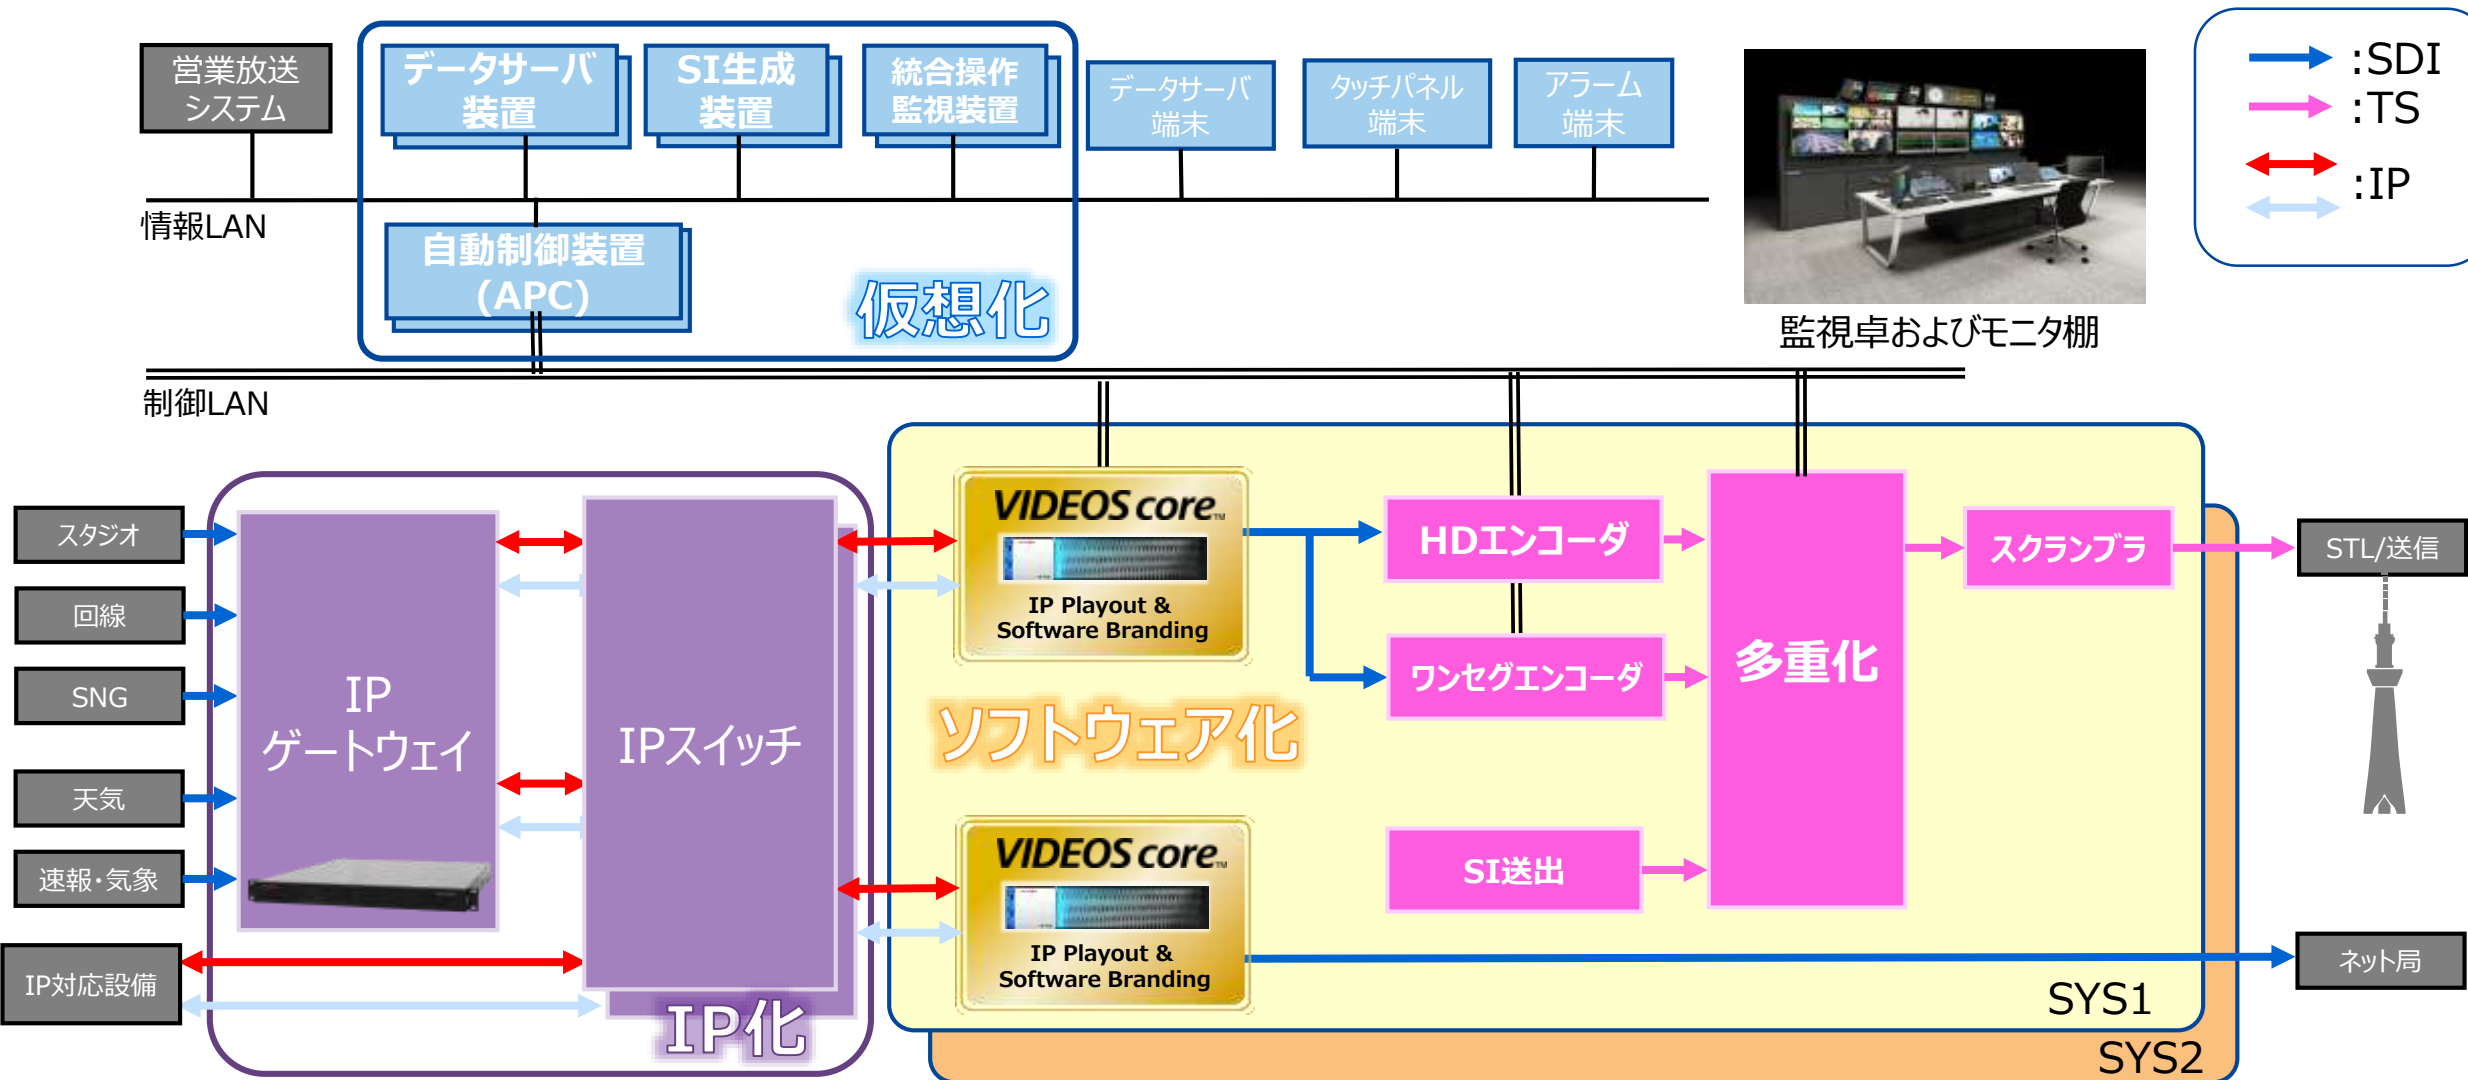 営業放送
システム
データサーバ
装置
SI生成
装置
統合操作
監視装置
データサーバ
端末
タッチパネル
端末
アラーム
端末
:SDI
:TS
:IP
情報LAN
自動制御装置
(APC)
仮想化
監視卓およびモニタ棚
制御LAN
スタジオ
回線
SNG
天気
速報・気象
IP対応設備
IP
ゲートウェイ
IPスイッチ
IP化
VIDEOS core™
IP Playout &
Software Branding
ソフトウェア化
VIDEOS core™
IP Playout &
Software Branding
HDエンコーダ
ワンセグエンコーダ
SI送出
多重化
スクランブラ
STL/送信
ネット局
SYS1
SYS2